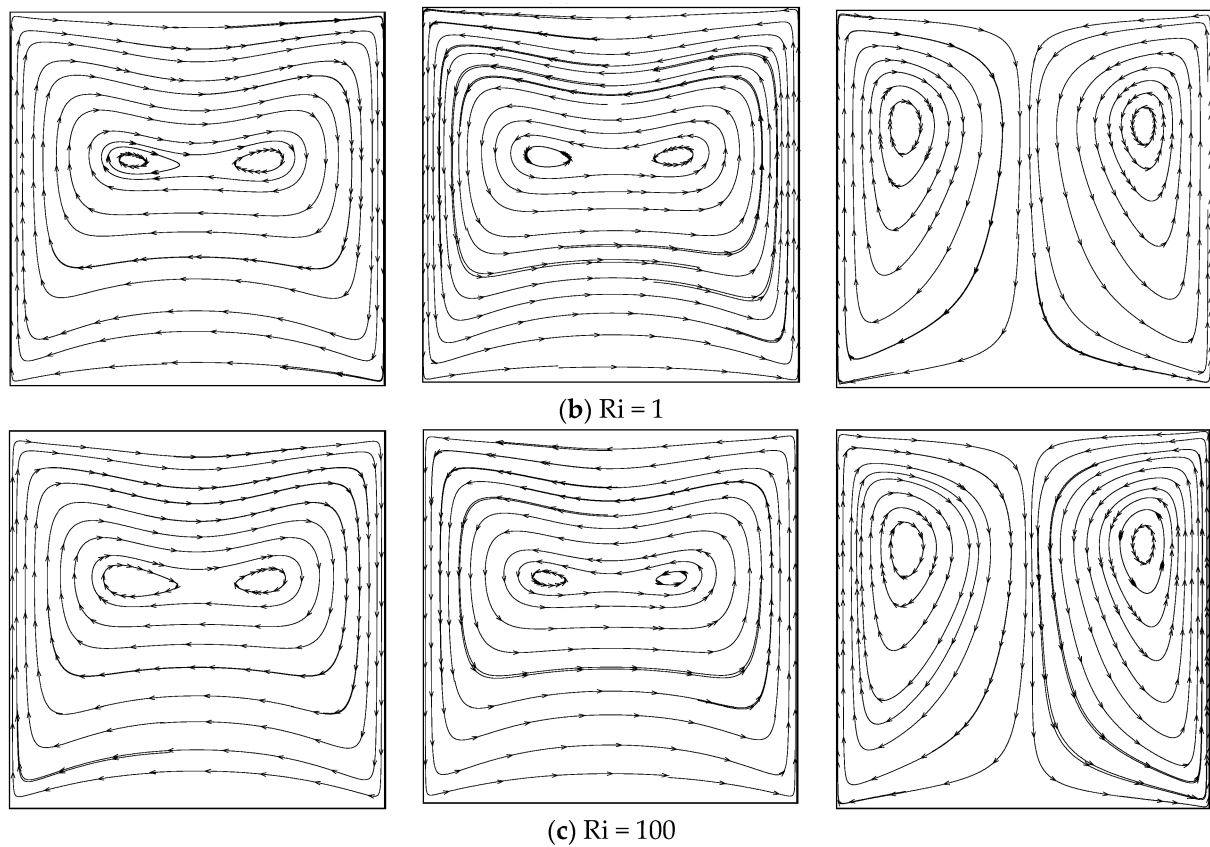 (b) Ri = 1
(c) Ri = 100